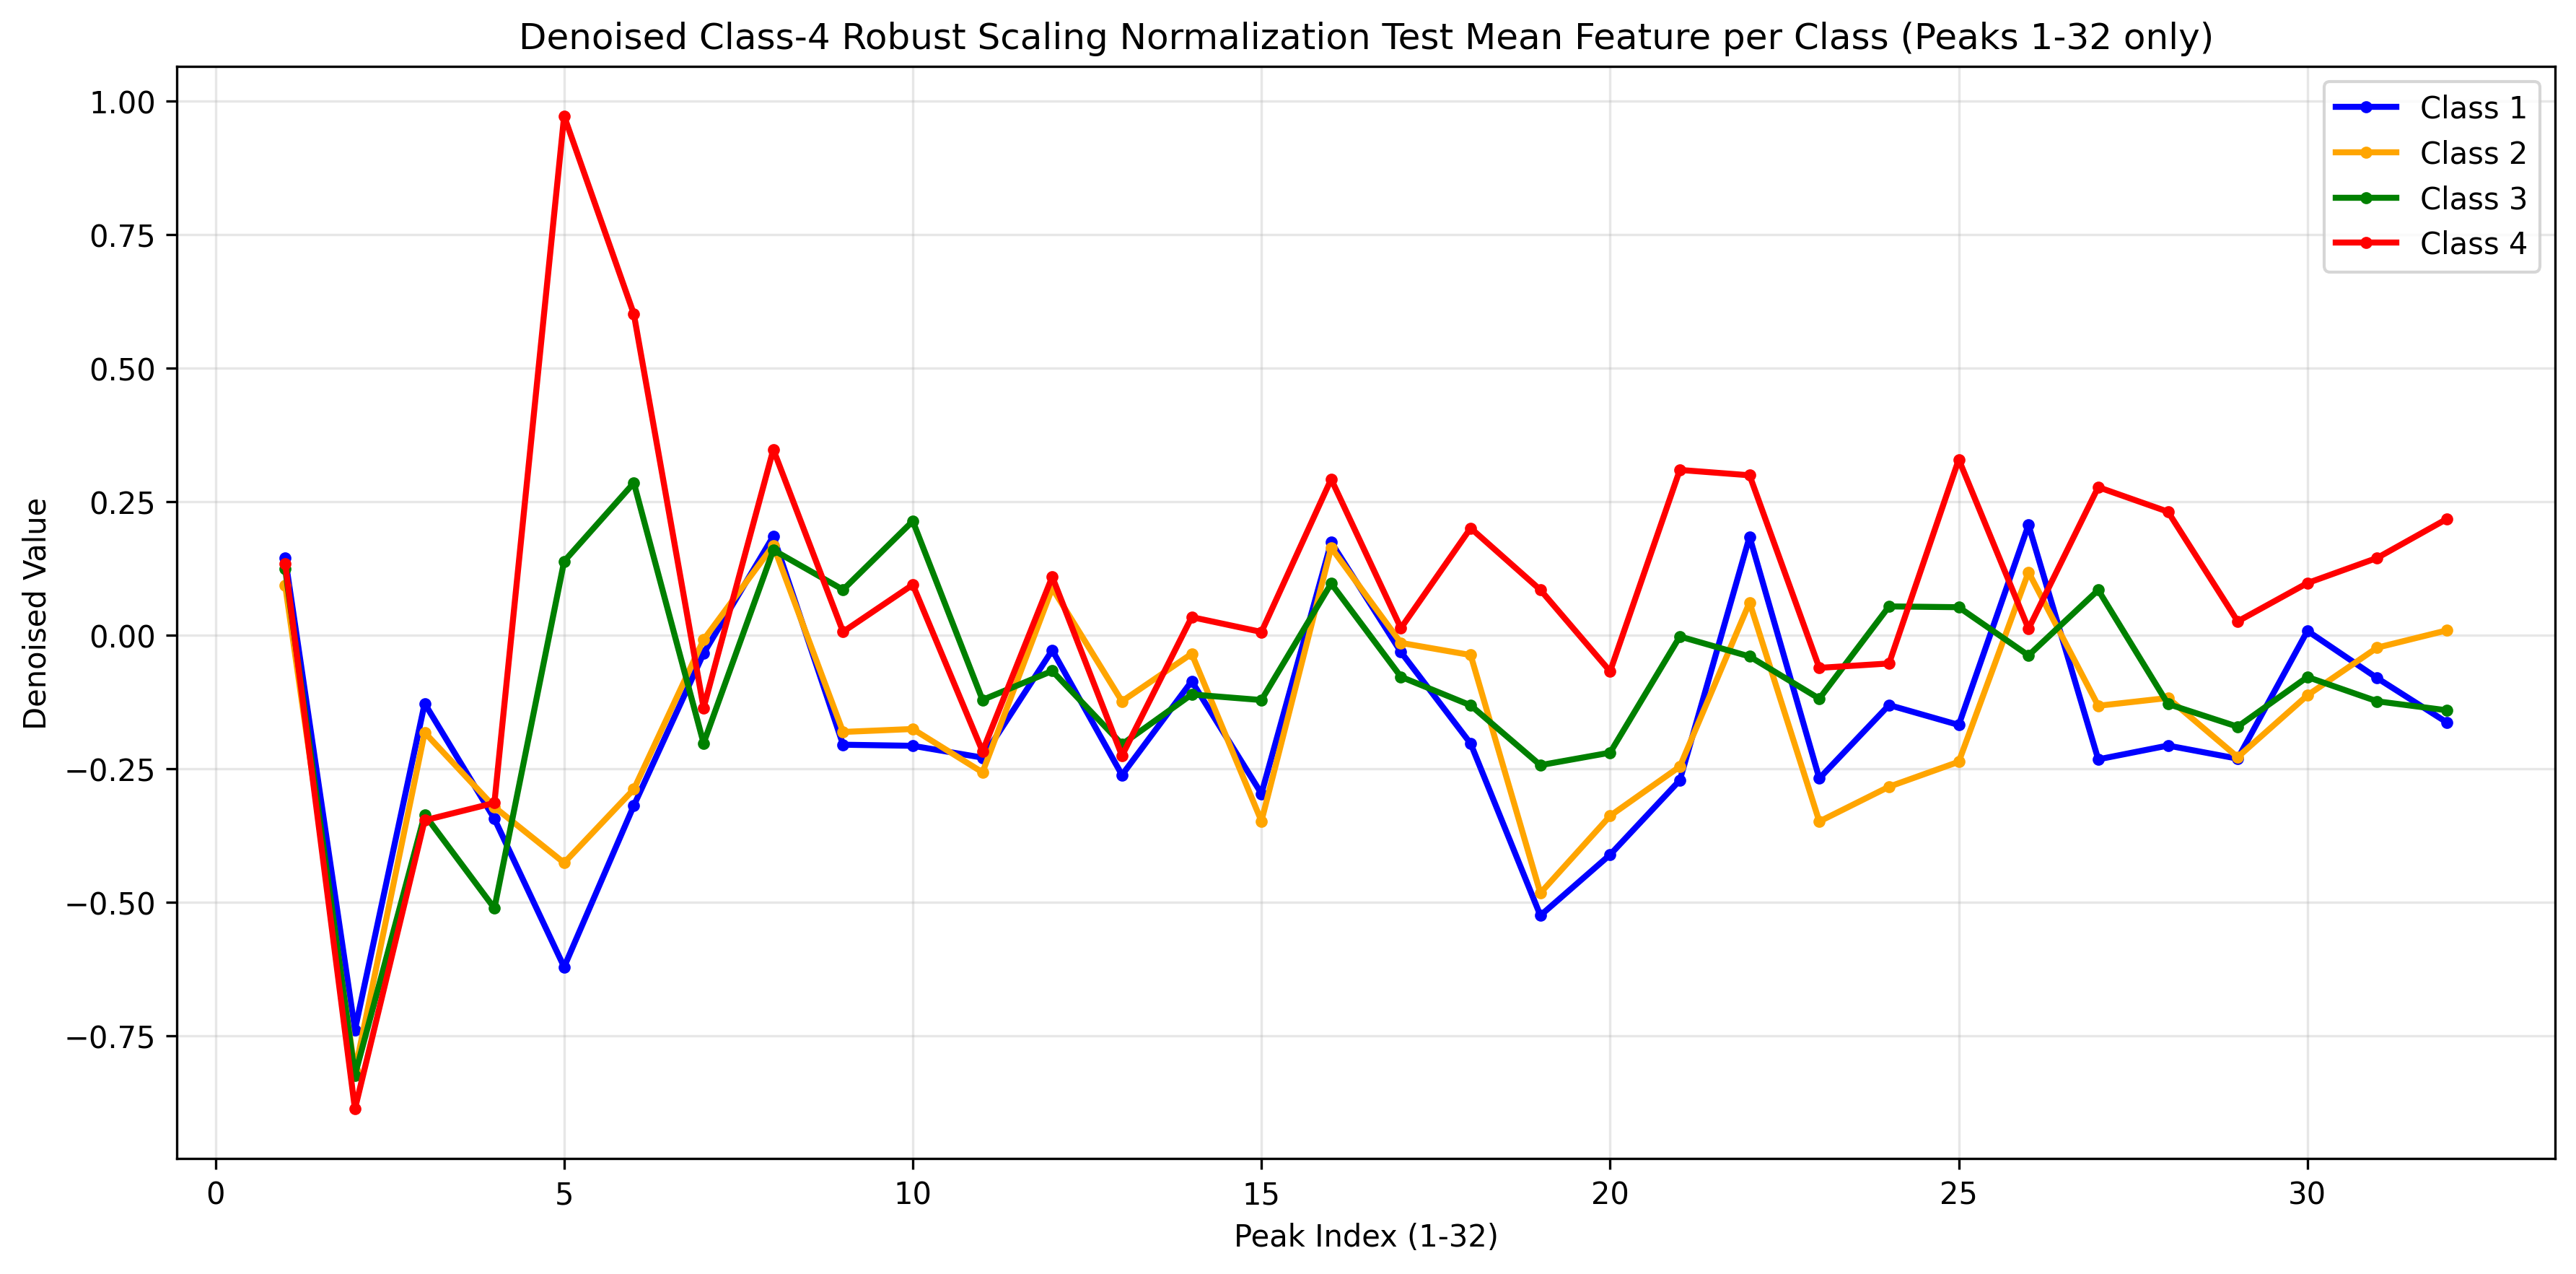 Denoised Class-4 Robust Scaling Normalization Test Mean Feature per Class (Peaks 1-32 only)
Class 1
Class 2
Class 3
Class 4
Denoised Value
1.00
0.75
0.50
0.25
0.00
−0.25
−0.50
−0.75
0 5 10 15 20 25 30
Peak Index (1-32)